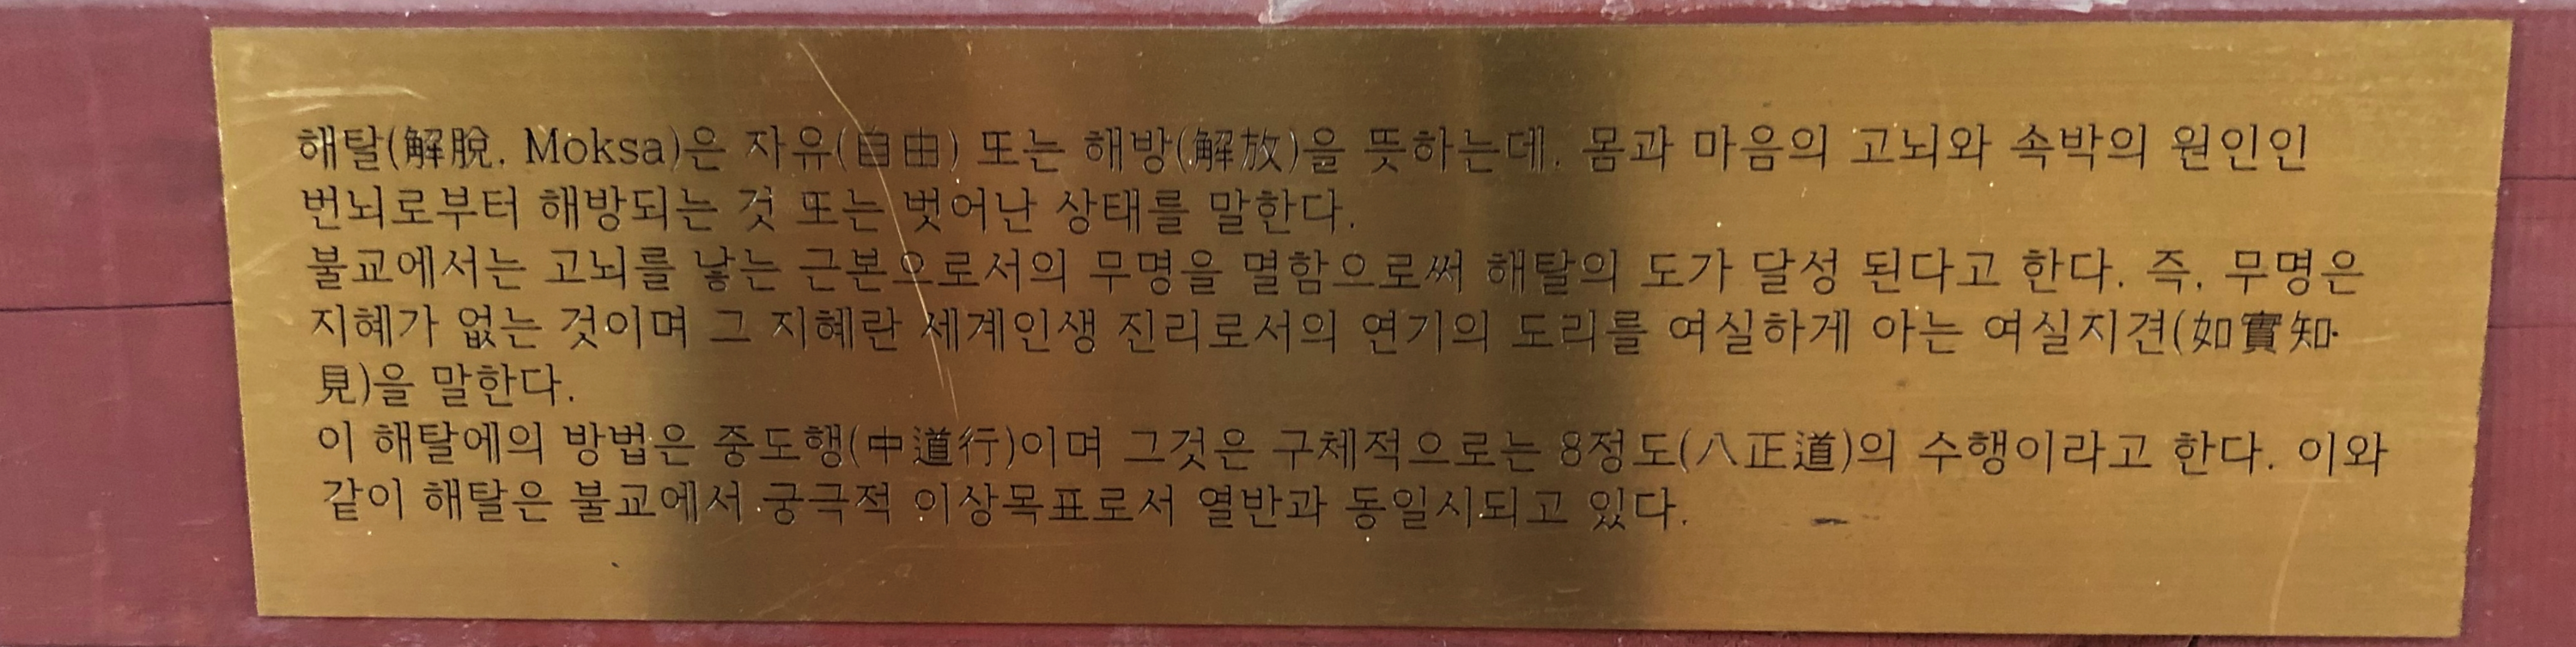 해탈(解脫, Moksa)은 자유(自由) 또는 해방(解放)을 뜻하는데, 몸과 마음의 고뇌와 속박의 원인인
번뇌로부터 해방되는 것 또는 벗어난 상태를 말한다.
불교에서는 고뇌를 낳는 근본으로서의 무명을 멸함으로써 해탈의 도가 달성 된다고 한다. 즉, 무명은
지혜가 없는 것이며 그 지혜란 세계인생 진리로서의 연기의 도리를 여실하게 아는 여실지견(如實知·
見)을 말한다.
이 해탈에의 방법은 중도행(中道行)이며 그것은 구체적으로는 8정도(八正道)의 수행이라고 한다. 이와
같이 해탈은 불교에서 궁극적 이상목표로서 열반과 동일시되고 있다.